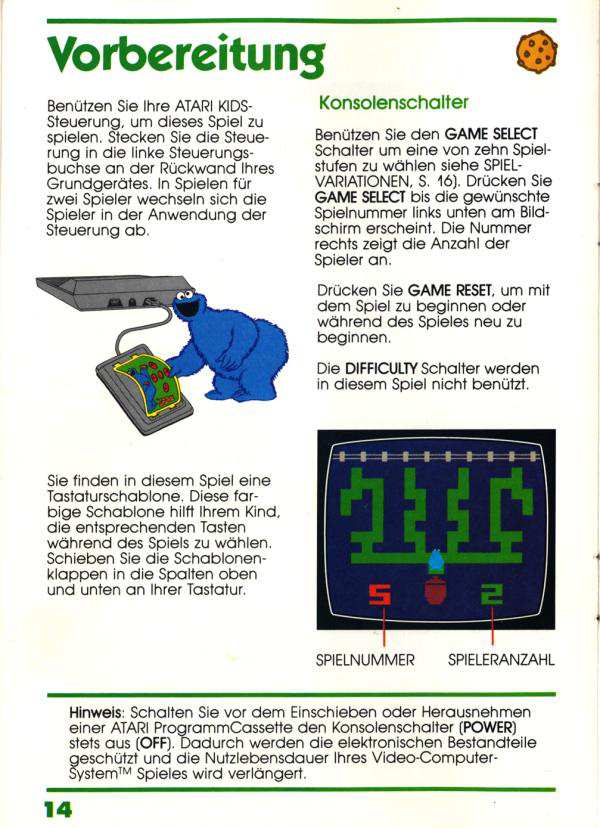 Vorbereitung
Benützen Sie Ihre ATARI KIDS-
Steuerung, um dieses Spiel zu
spielen. Stecken Sie die Steue-
rung in die linke Steuerungs-
buchse an der Rückwand Ihres
Grundgerätes. In Spielen für
zwei Spieler wechseln sich die
Spieler in der Anwendung der
Steuerung ab.
Sie finden in diesem Spiel eine
Tastaturschablone. Diese far-
bige Schablone hilft Ihrem Kind,
die entsprechenden Tasten
während des Spiels zu wählen.
Schieben Sie die Schablonen-
klappen in die Spalten oben
und unten an Ihrer Tastatur.
Konsolenschalter
Benützen Sie den GAME SELECT
Schalter um eine von zehn Spiel-
stufen zu wählen siehe SPIEL-
VARIATIONEN, S. 16). Drücken Sie
GAME SELECT bis die gewünschte
Spielnummer links unten am Bild-
schirm erscheint. Die Nummer
rechts zeigt die Anzahl der
Spieler an.
Drücken Sie GAME RESET, um mit
dem Spiel zu beginnen oder
während des Spieles neu zu
beginnen.
Die DIFFICULTY Schalter werden
in diesem Spiel nicht benützt.
5 2
SPIELNUMMER SPIELERANZAHL
Hinweis: Schalten Sie vor dem Einschieben oder Herausnehmen
einer ATARI ProgrammCassette den Konsolenschalter (POWER)
stets aus (OFF). Dadurch werden die elektronischen Bestandteile
geschützt und die Nutzlebensdauer Ihres Video-Computer-
System™ Spieles wird verlängert.
14